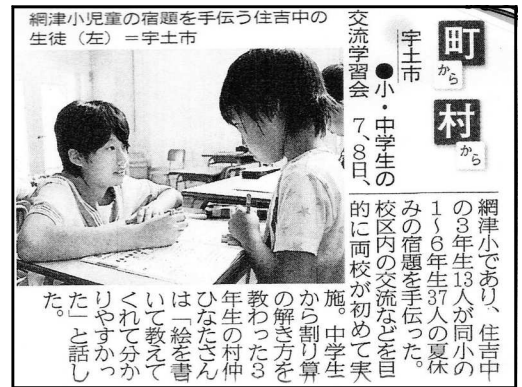 網津小児童の宿題を手伝う住吉中の
生徒（左）＝宇土市
町から
村から
宇土市
●小・中学生の
交流学習会　7、8日、
網津小であり、住吉中
の3年生13人が同小の
1〜6年生37人の夏休
みの宿題を手伝った。
校区内の交流などを目
的に両校が初めて実
施。中学生
から割り算
の解き方を
教わった3
年生の村仲
ひなたさん
は「絵を書
いて教えて
くれて分か
りやすかっ
た」と話し
た。